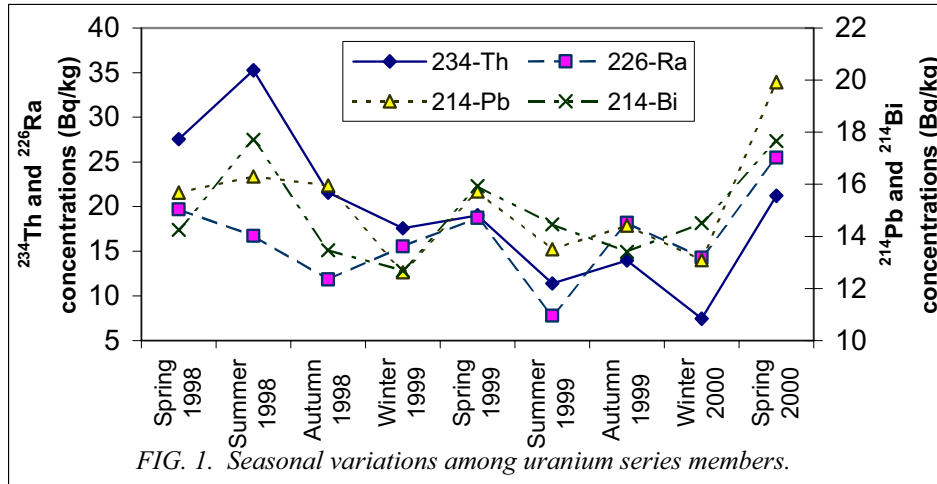 40
35
30
25
20
15
10
5
²³⁴Th and ²²⁶Ra
concentrations (Bq/kg)
234-Th
226-Ra
214-Pb
214-Bi
22
20
18
16
14
12
10
²¹⁴Pb and ²¹⁴Bi
concentrations (Bq/kg)
Spring
1998
Summer
1998
Autumn
1998
Winter
1999
Spring
1999
Summer
1999
Autumn
1999
Winter
2000
Spring
2000
FIG. 1. Seasonal variations among uranium series members.